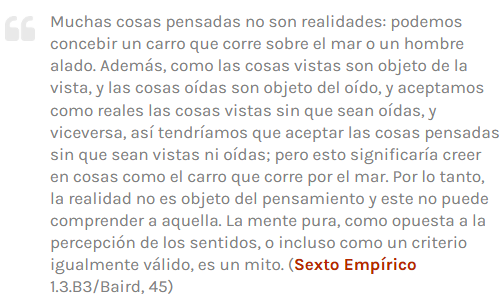 Muchas cosas pensadas no son realidades: podemos
concebir un carro que corre sobre el mar o un hombre
alado. Además, como las cosas vistas son objeto de la
vista, y las cosas oídas son objeto del oído, y aceptamos
como reales las cosas vistas sin que sean oídas, y
viceversa, así tendríamos que aceptar las cosas pensadas
sin que sean vistas ni oídas; pero esto significaría creer
en cosas como el carro que corre por el mar. Por lo tanto,
la realidad no es objeto del pensamiento y este no puede
comprender a aquella. La mente pura, como opuesta a la
percepción de los sentidos, o incluso como un criterio
igualmente válido, es un mito. (Sexto Empírico
1.3.B3/Baird, 45)